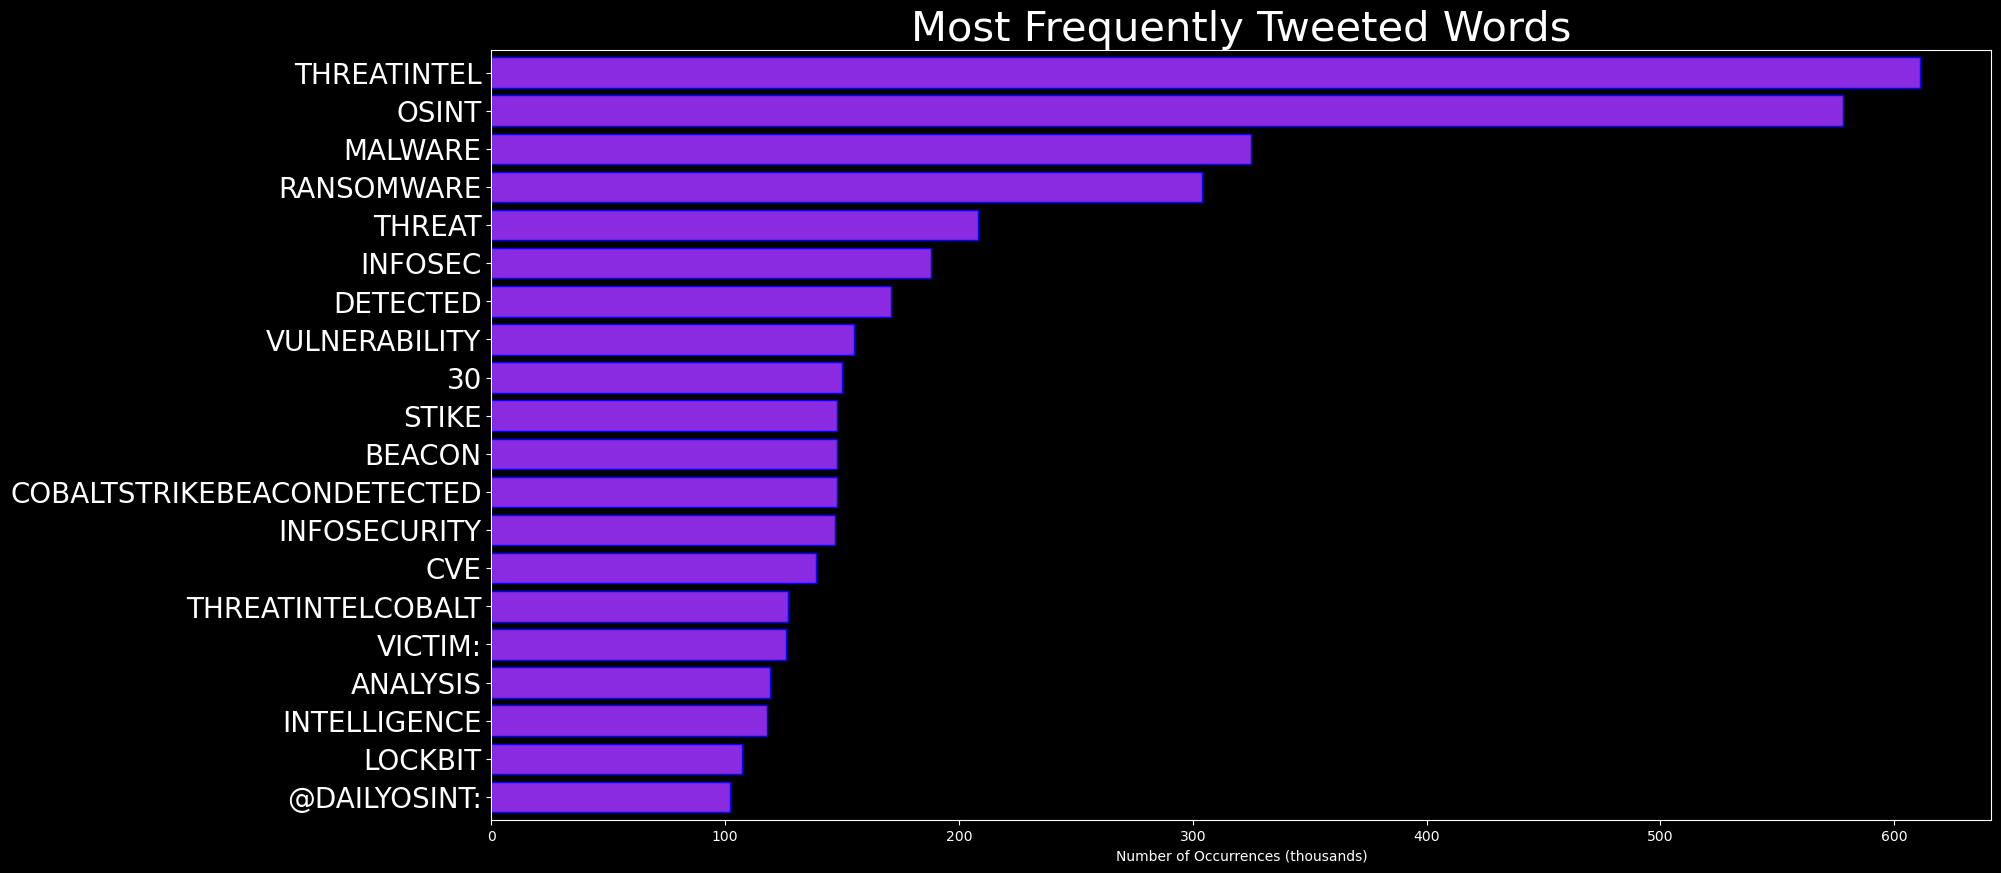 Most Frequently Tweeted Words
THREATINTEL
OSINT
MALWARE
RANSOMWARE
THREAT
INFOSEC
DETECTED
VULNERABILITY
30
STIKE
BEACON
COBALTSTRIKEBEACONDETECTED
INFOSECURITY
CVE
THREATINTELCOBALT
VICTIM:
ANALYSIS
INTELLIGENCE
LOCKBIT
@DAILYOSINT:
0 100 200 300 400 500 600
Number of Occurrences (thousands)